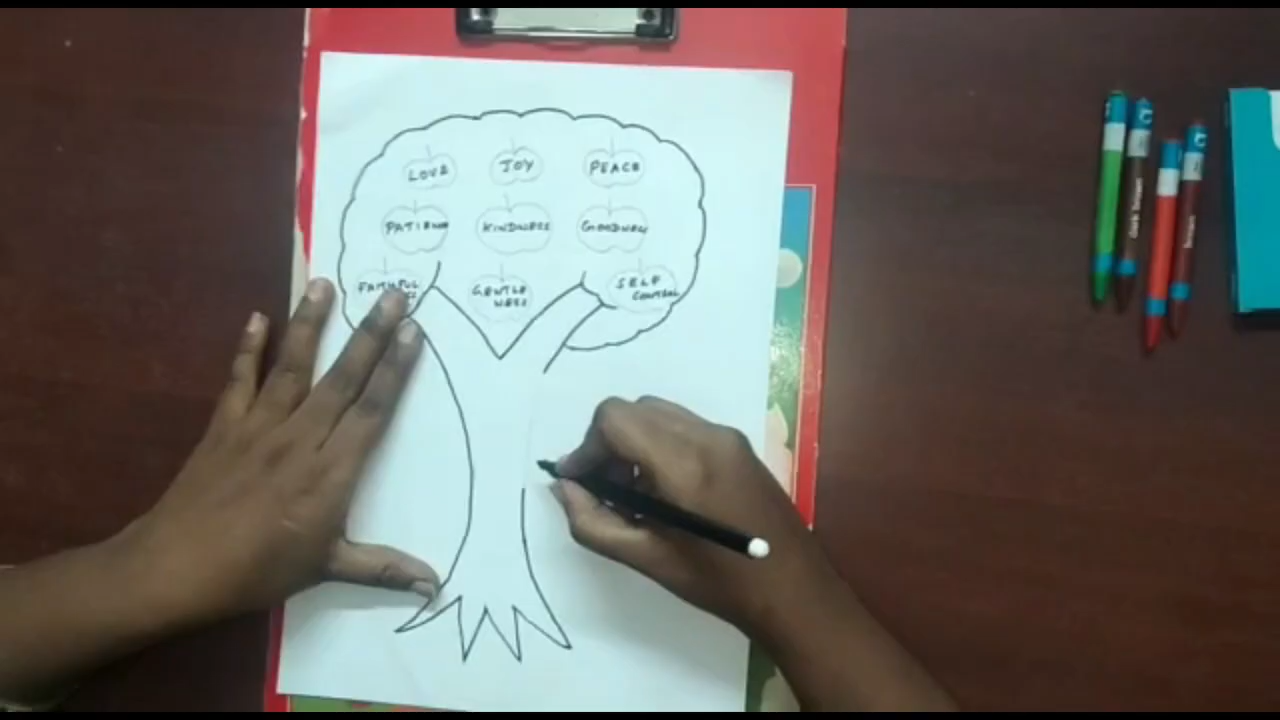 LOVE
JOY
PEACE
PATIENCE
KINDNESS
GOODNESS
FAITHFUL
GENTLE
NESS
SELF
CONTROL